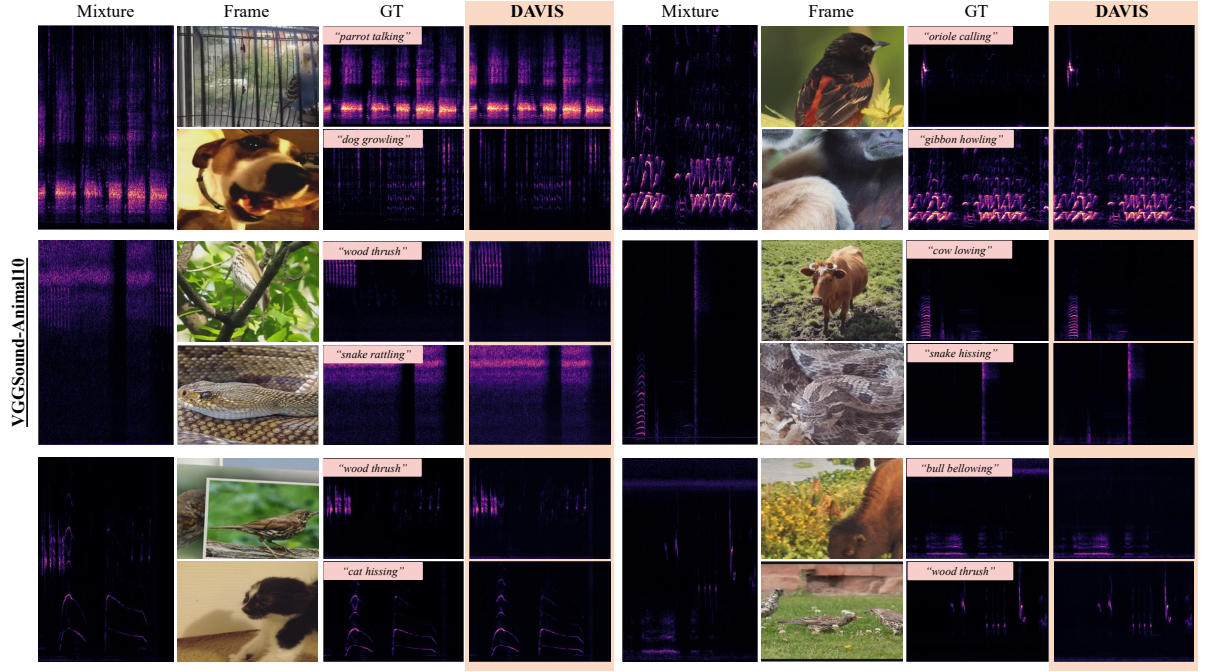 Mixture Frame GT DAVIS Mixture Frame GT DAVIS
"parrot talking" "oriole calling"
"dog growling" "gibbon howling"
VGGSound-Animal10
"wood thrush" "cow lowing"
"snake rattling" "snake hissing"
"wood thrush" "bull bellowing"
"cat hissing" "wood thrush"